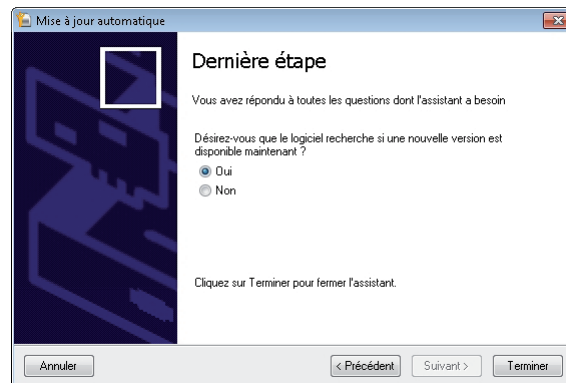 Mise à jour automatique
Dernière étape
Vous avez répondu à toutes les questions dont l'assistant a besoin
Désirez-vous que le logiciel recherche si une nouvelle version est
disponible maintenant ?
Oui
Non
Cliquez sur Terminer pour fermer l'assistant.
Annuler
< Précédent
Suivant >
Terminer